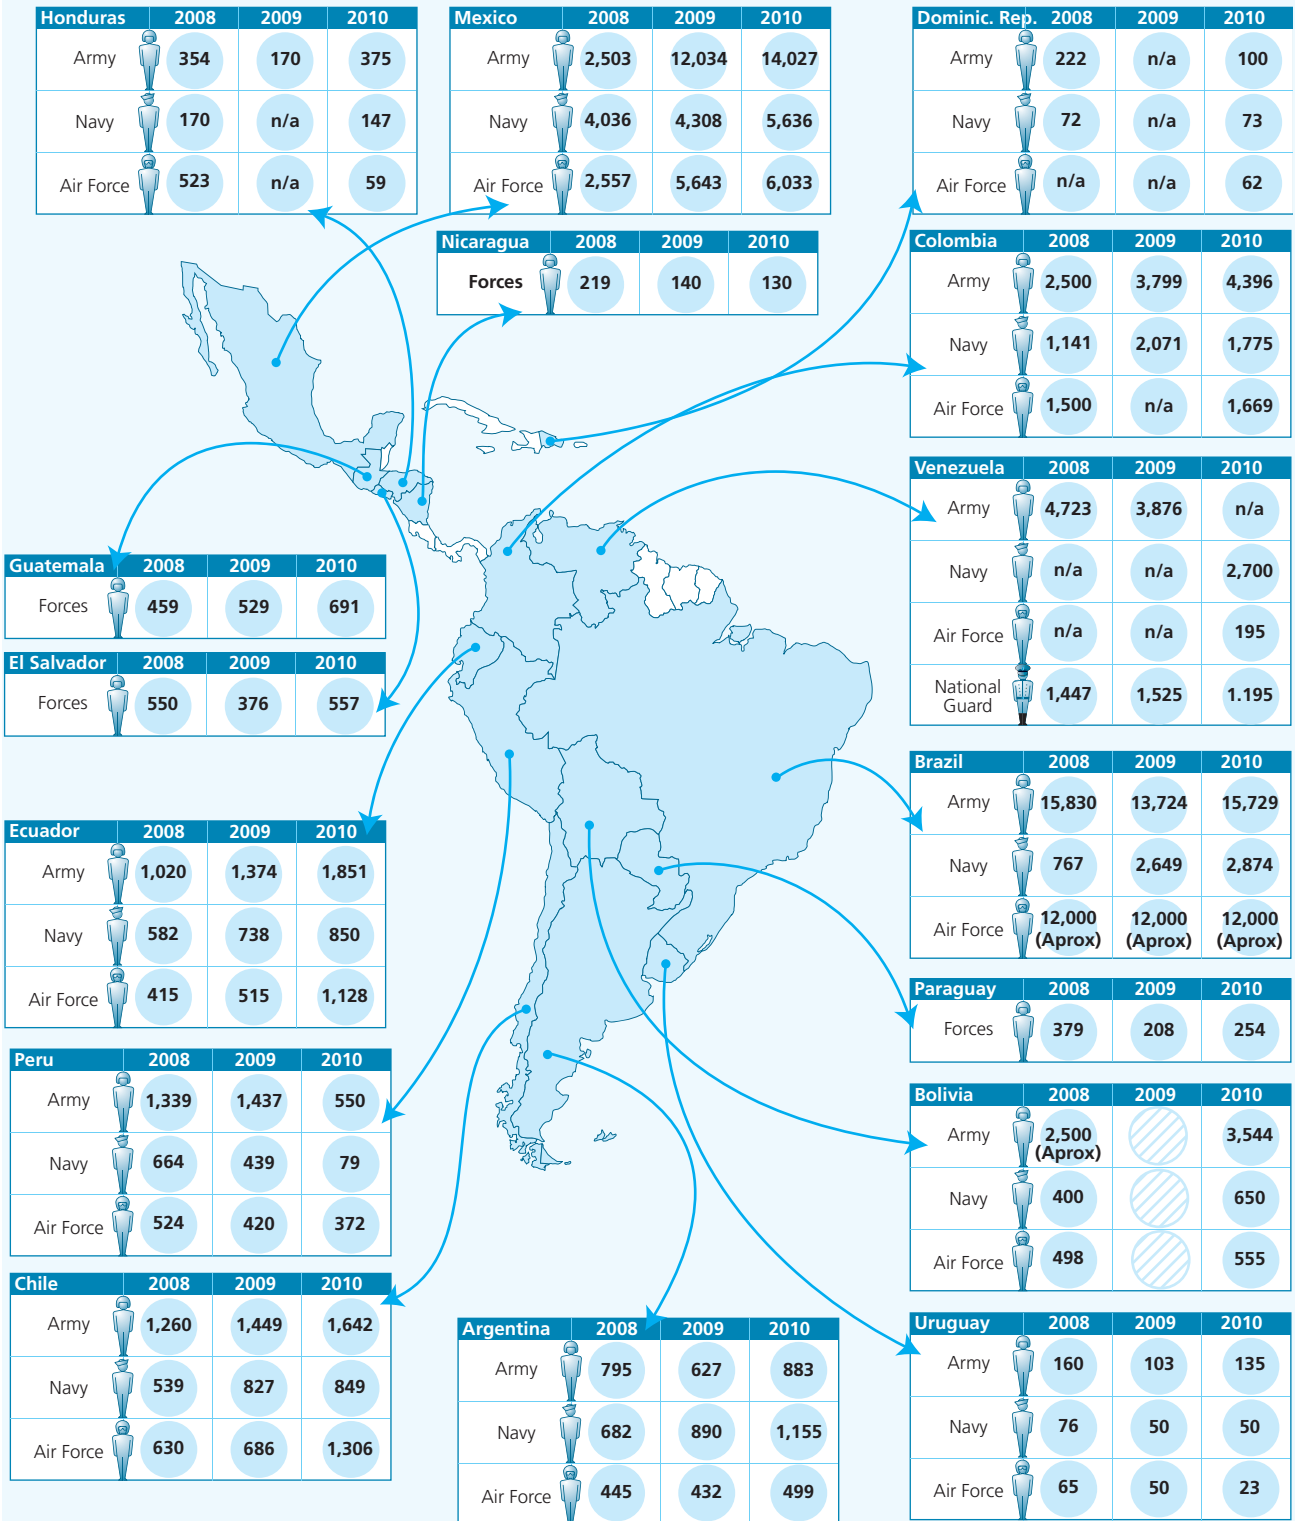 Honduras 2008 2009 2010
Army 354 170 375
Navy 170 n/a 147
Air Force 523 n/a 59
Mexico 2008 2009 2010
Army 2,503 12,034 14,027
Navy 4,036 4,308 5,636
Air Force 2,557 5,643 6,033
Dominic. Rep. 2008 2009 2010
Army 222 n/a 100
Navy 72 n/a 73
Air Force n/a n/a 62
Nicaragua 2008 2009 2010
Forces 219 140 130
Colombia 2008 2009 2010
Army 2,500 3,799 4,396
Navy 1,141 2,071 1,775
Air Force 1,500 n/a 1,669
Venezuela 2008 2009 2010
Army 4,723 3,876 n/a
Navy n/a n/a 2,700
Air Force n/a n/a 195
National
Guard 1,447 1,525 1.195
Guatemala 2008 2009 2010
Forces 459 529 691
El Salvador 2008 2009 2010
Forces 550 376 557
Brazil 2008 2009 2010
Army 15,830 13,724 15,729
Navy 767 2,649 2,874
Air Force 12,000 12,000 12,000
(Aprox) (Aprox) (Aprox)
Ecuador 2008 2009 2010
Army 1,020 1,374 1,851
Navy 582 738 850
Air Force 415 515 1,128
Paraguay 2008 2009 2010
Forces 379 208 254
Peru 2008 2009 2010
Army 1,339 1,437 550
Navy 664 439 79
Air Force 524 420 372
Bolivia 2008 2009 2010
Army 2,500 3,544
(Aprox)
Navy 400 650
Air Force 498 555
Chile 2008 2009 2010
Army 1,260 1,449 1,642
Navy 539 827 849
Air Force 630 686 1,306
Argentina 2008 2009 2010
Army 795 627 883
Navy 682 890 1,155
Air Force 445 432 499
Uruguay 2008 2009 2010
Army 160 103 135
Navy 76 50 50
Air Force 65 50 23